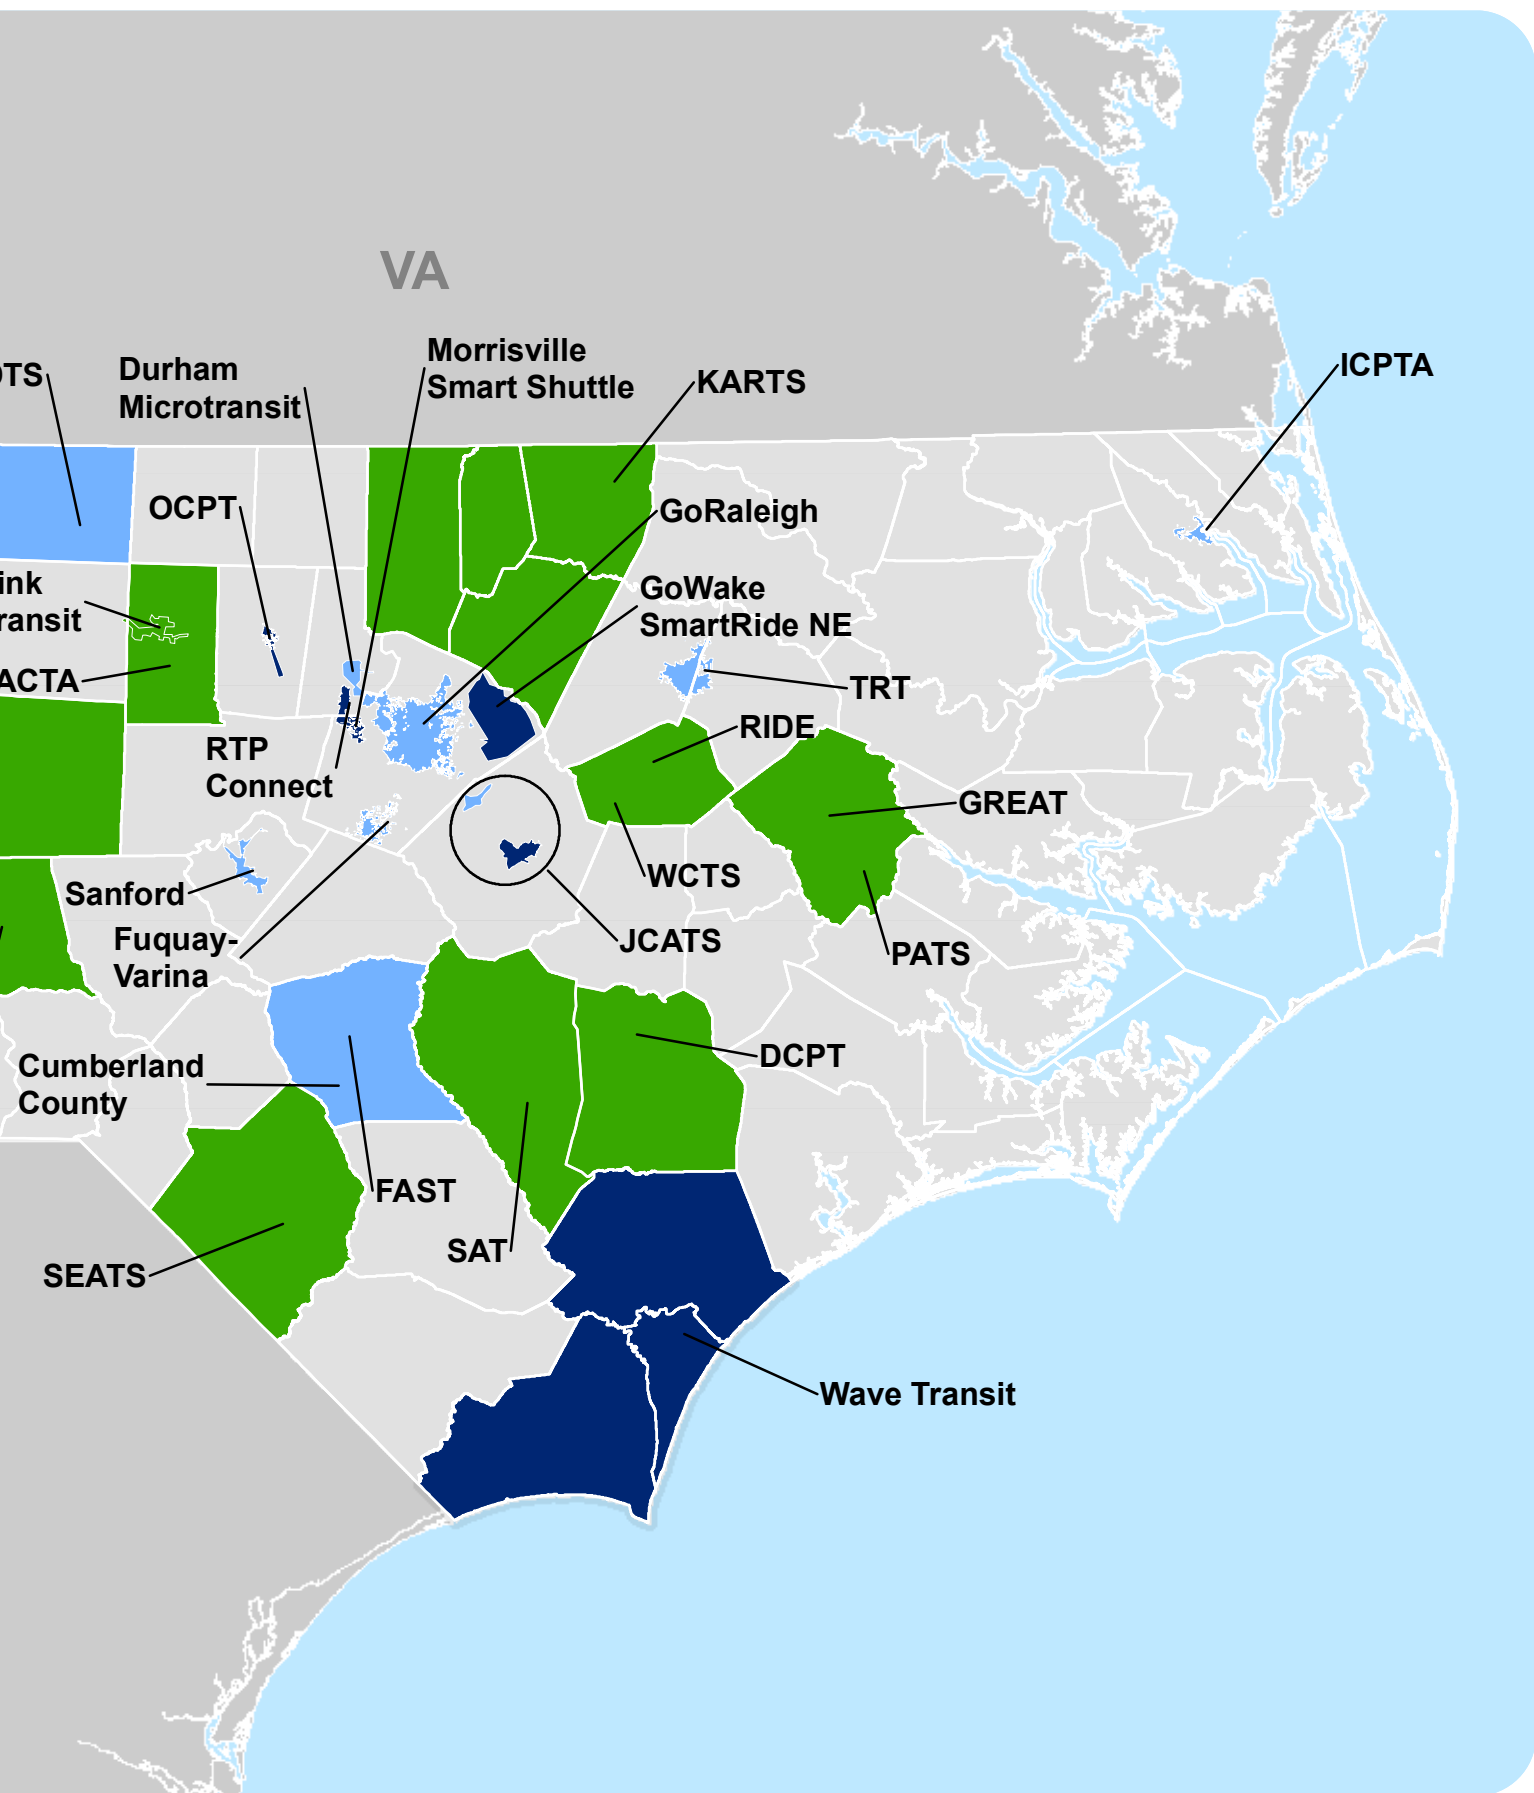 VA
Morrisville
Smart Shuttle
Durham
Microtransit
KARTS
ICPTA
OCPT
GoRaleigh
GoWake
SmartRide NE
ACTA
TRT
RIDE
RTP
Connect
GREAT
WCTS
Sanford
JCATS
Fuquay-
Varina
PATS
DCPT
Cumberland
County
FAST
SAT
SEATS
Wave Transit